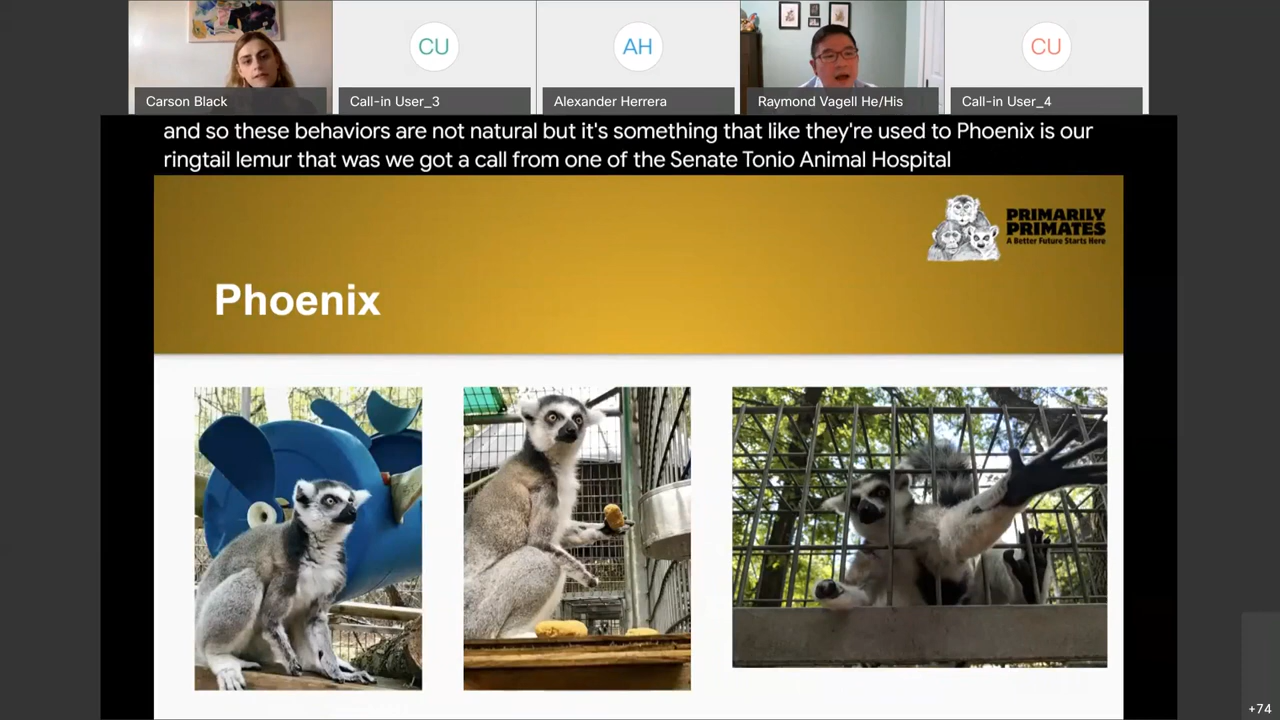 CU
AH
CU
Carson Black
Call-in User_3
Alexander Herrera
Raymond Vagell He/His
Call-in User_4
and so these behaviors are not natural but it's something that like they're used to Phoenix is our
ringtail lemur that was we got a call from one of the Senate Tonio Animal Hospital
PRIMARILY
PRIMATES
A Better Future Starts Here
Phoenix
+74